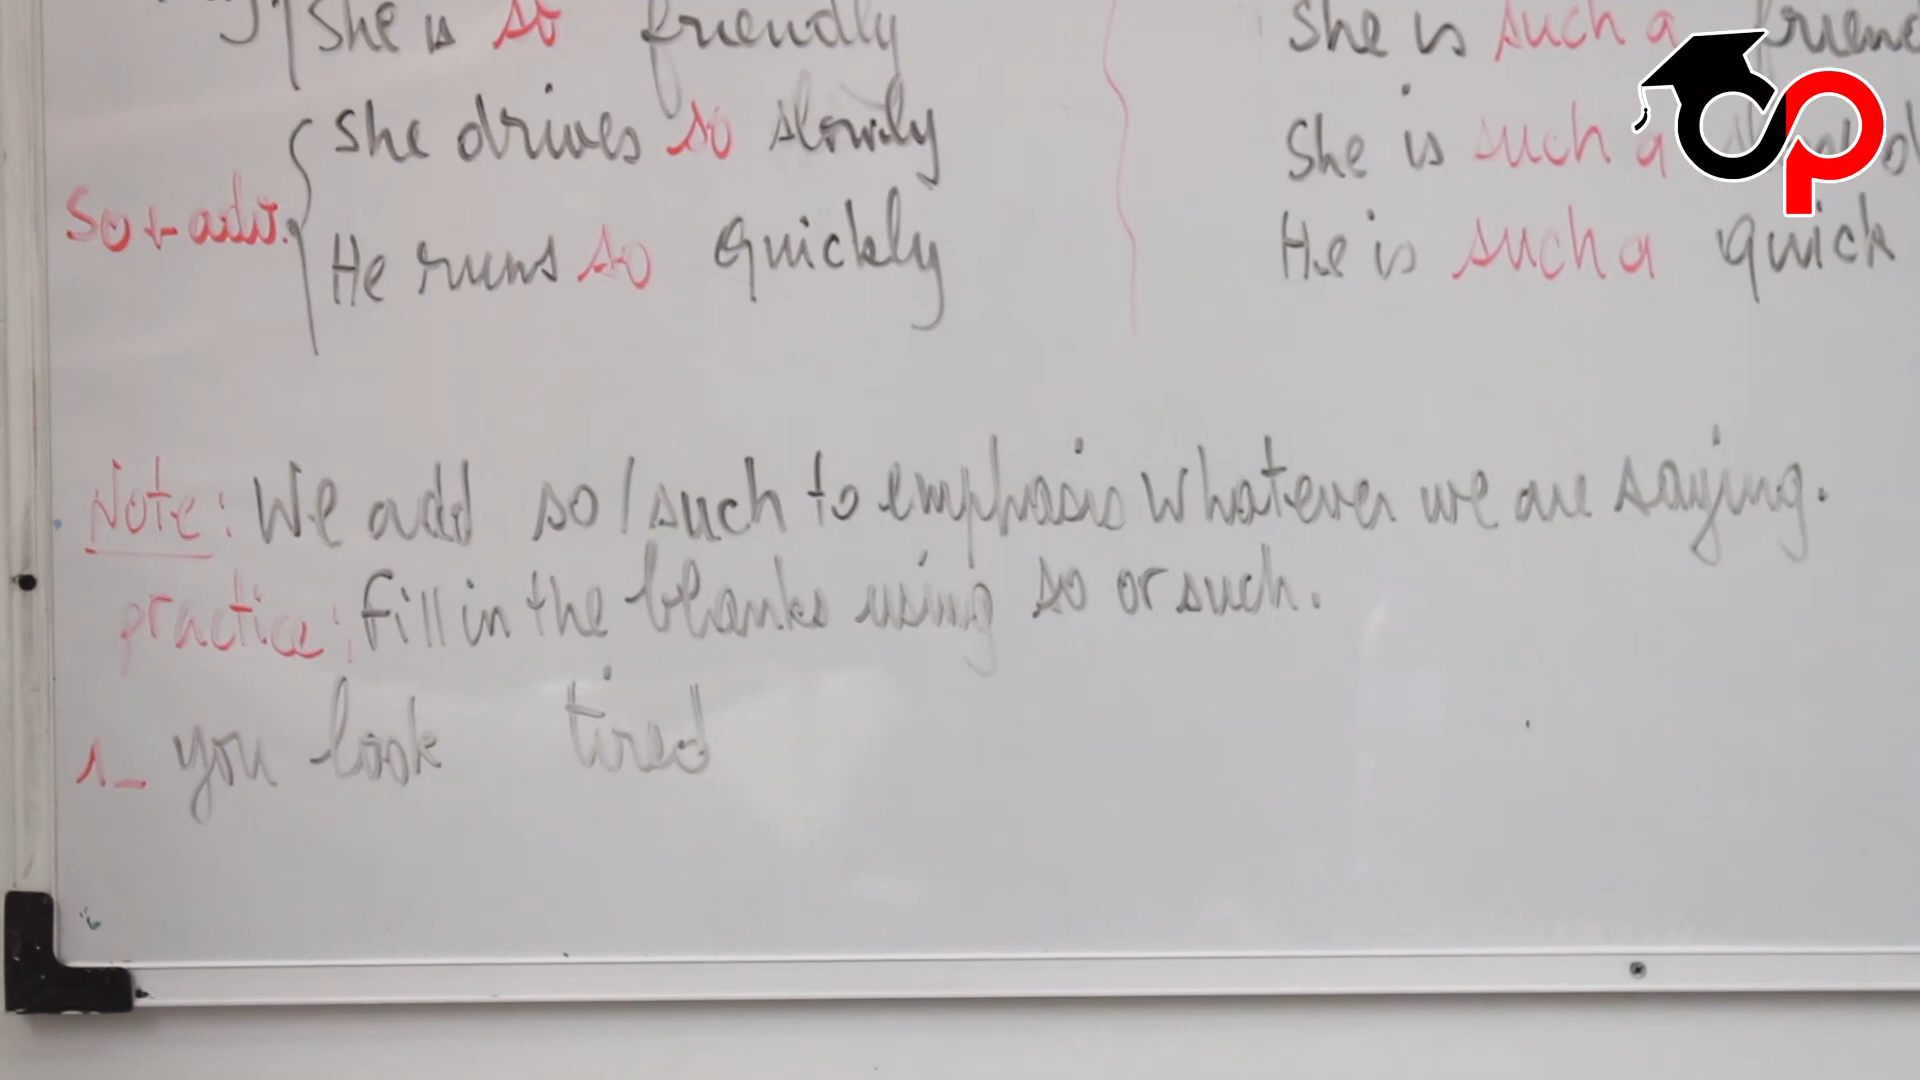 She is so friendly
She is such a
She drives so slowly
She is such a
So + adv.
He runs so quickly
He is such a quick
Note: We add so / such to emphasis whatever we are saying.
practice: fill in the blanks using so or such.
1- you look tired